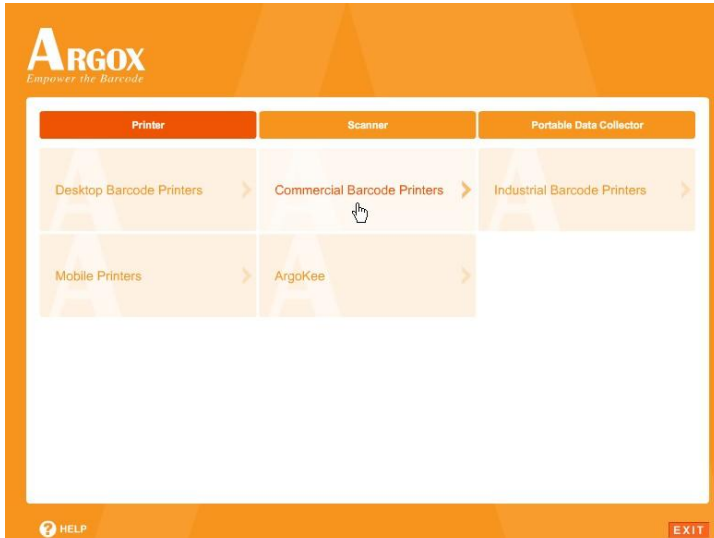 ARGOX
Empower the Barcode
Printer
Scanner
Portable Data Collector
Desktop Barcode Printers
Commercial Barcode Printers
Industrial Barcode Printers
Mobile Printers
ArgoKee
? HELP
EXIT